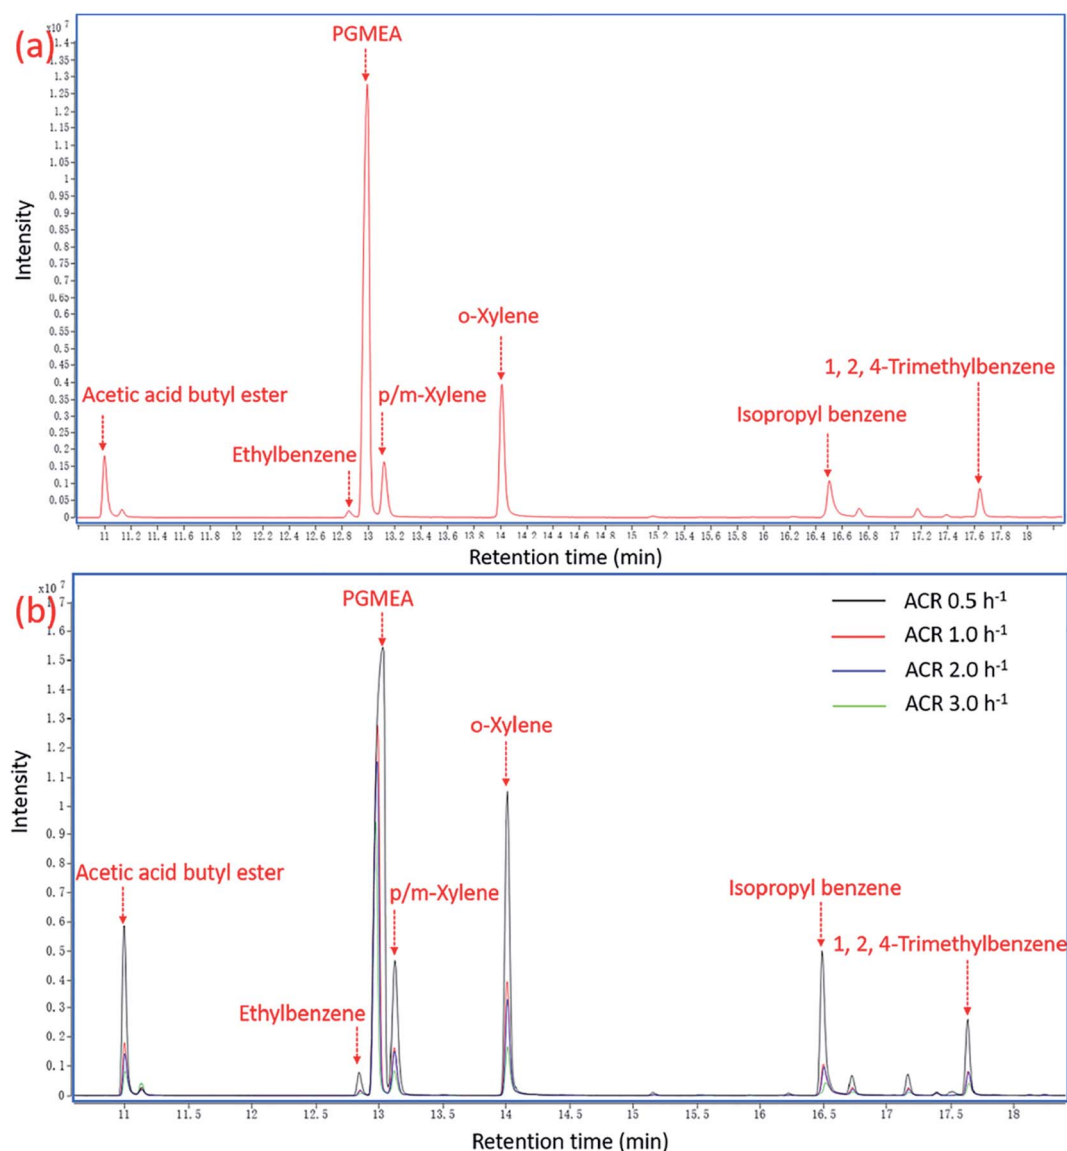 (a)
x10 7
1.4
1.35
1.3
1.25
1.2
1.15
1.1
1.05
1
0.95
0.9
0.85
0.8
0.75
0.7
0.65
0.6
0.55
0.5
0.45
0.4
0.35
0.3
0.25
0.2
0.15
0.1
0.05
0
Intensity
PGMEA
o-Xylene
1, 2, 4-Trimethylbenzene
Acetic acid butyl ester
p/m-Xylene
Isopropyl benzene
Ethylbenzene
11 11.2 11.4 11.6 11.8 12 12.2 12.4 12.6 12.8 13 13.2 13.4 13.6 13.8 14 14.2 14.4 14.6 14.8 15 15.2 15.4 15.6 15.8 16 16.2 16.4 16.6 16.8 17 17.2 17.4 17.6 17.8 18
Retention time (min)
(b)
x10 7
1.7
1.6
1.5
1.4
1.3
1.2
1.1
1
0.9
0.8
0.7
0.6
0.5
0.4
0.3
0.2
0.1
0
Intensity
PGMEA
ACR 0.5 h-1
ACR 1.0 h-1
ACR 2.0 h-1
ACR 3.0 h-1
o-Xylene
Acetic acid butyl ester
p/m-Xylene
Isopropyl benzene
1, 2, 4-Trimethylbenzene
Ethylbenzene
11 11.5 12 12.5 13 13.5 14 14.5 15 15.5 16 16.5 17 17.5 18
Retention time (min)